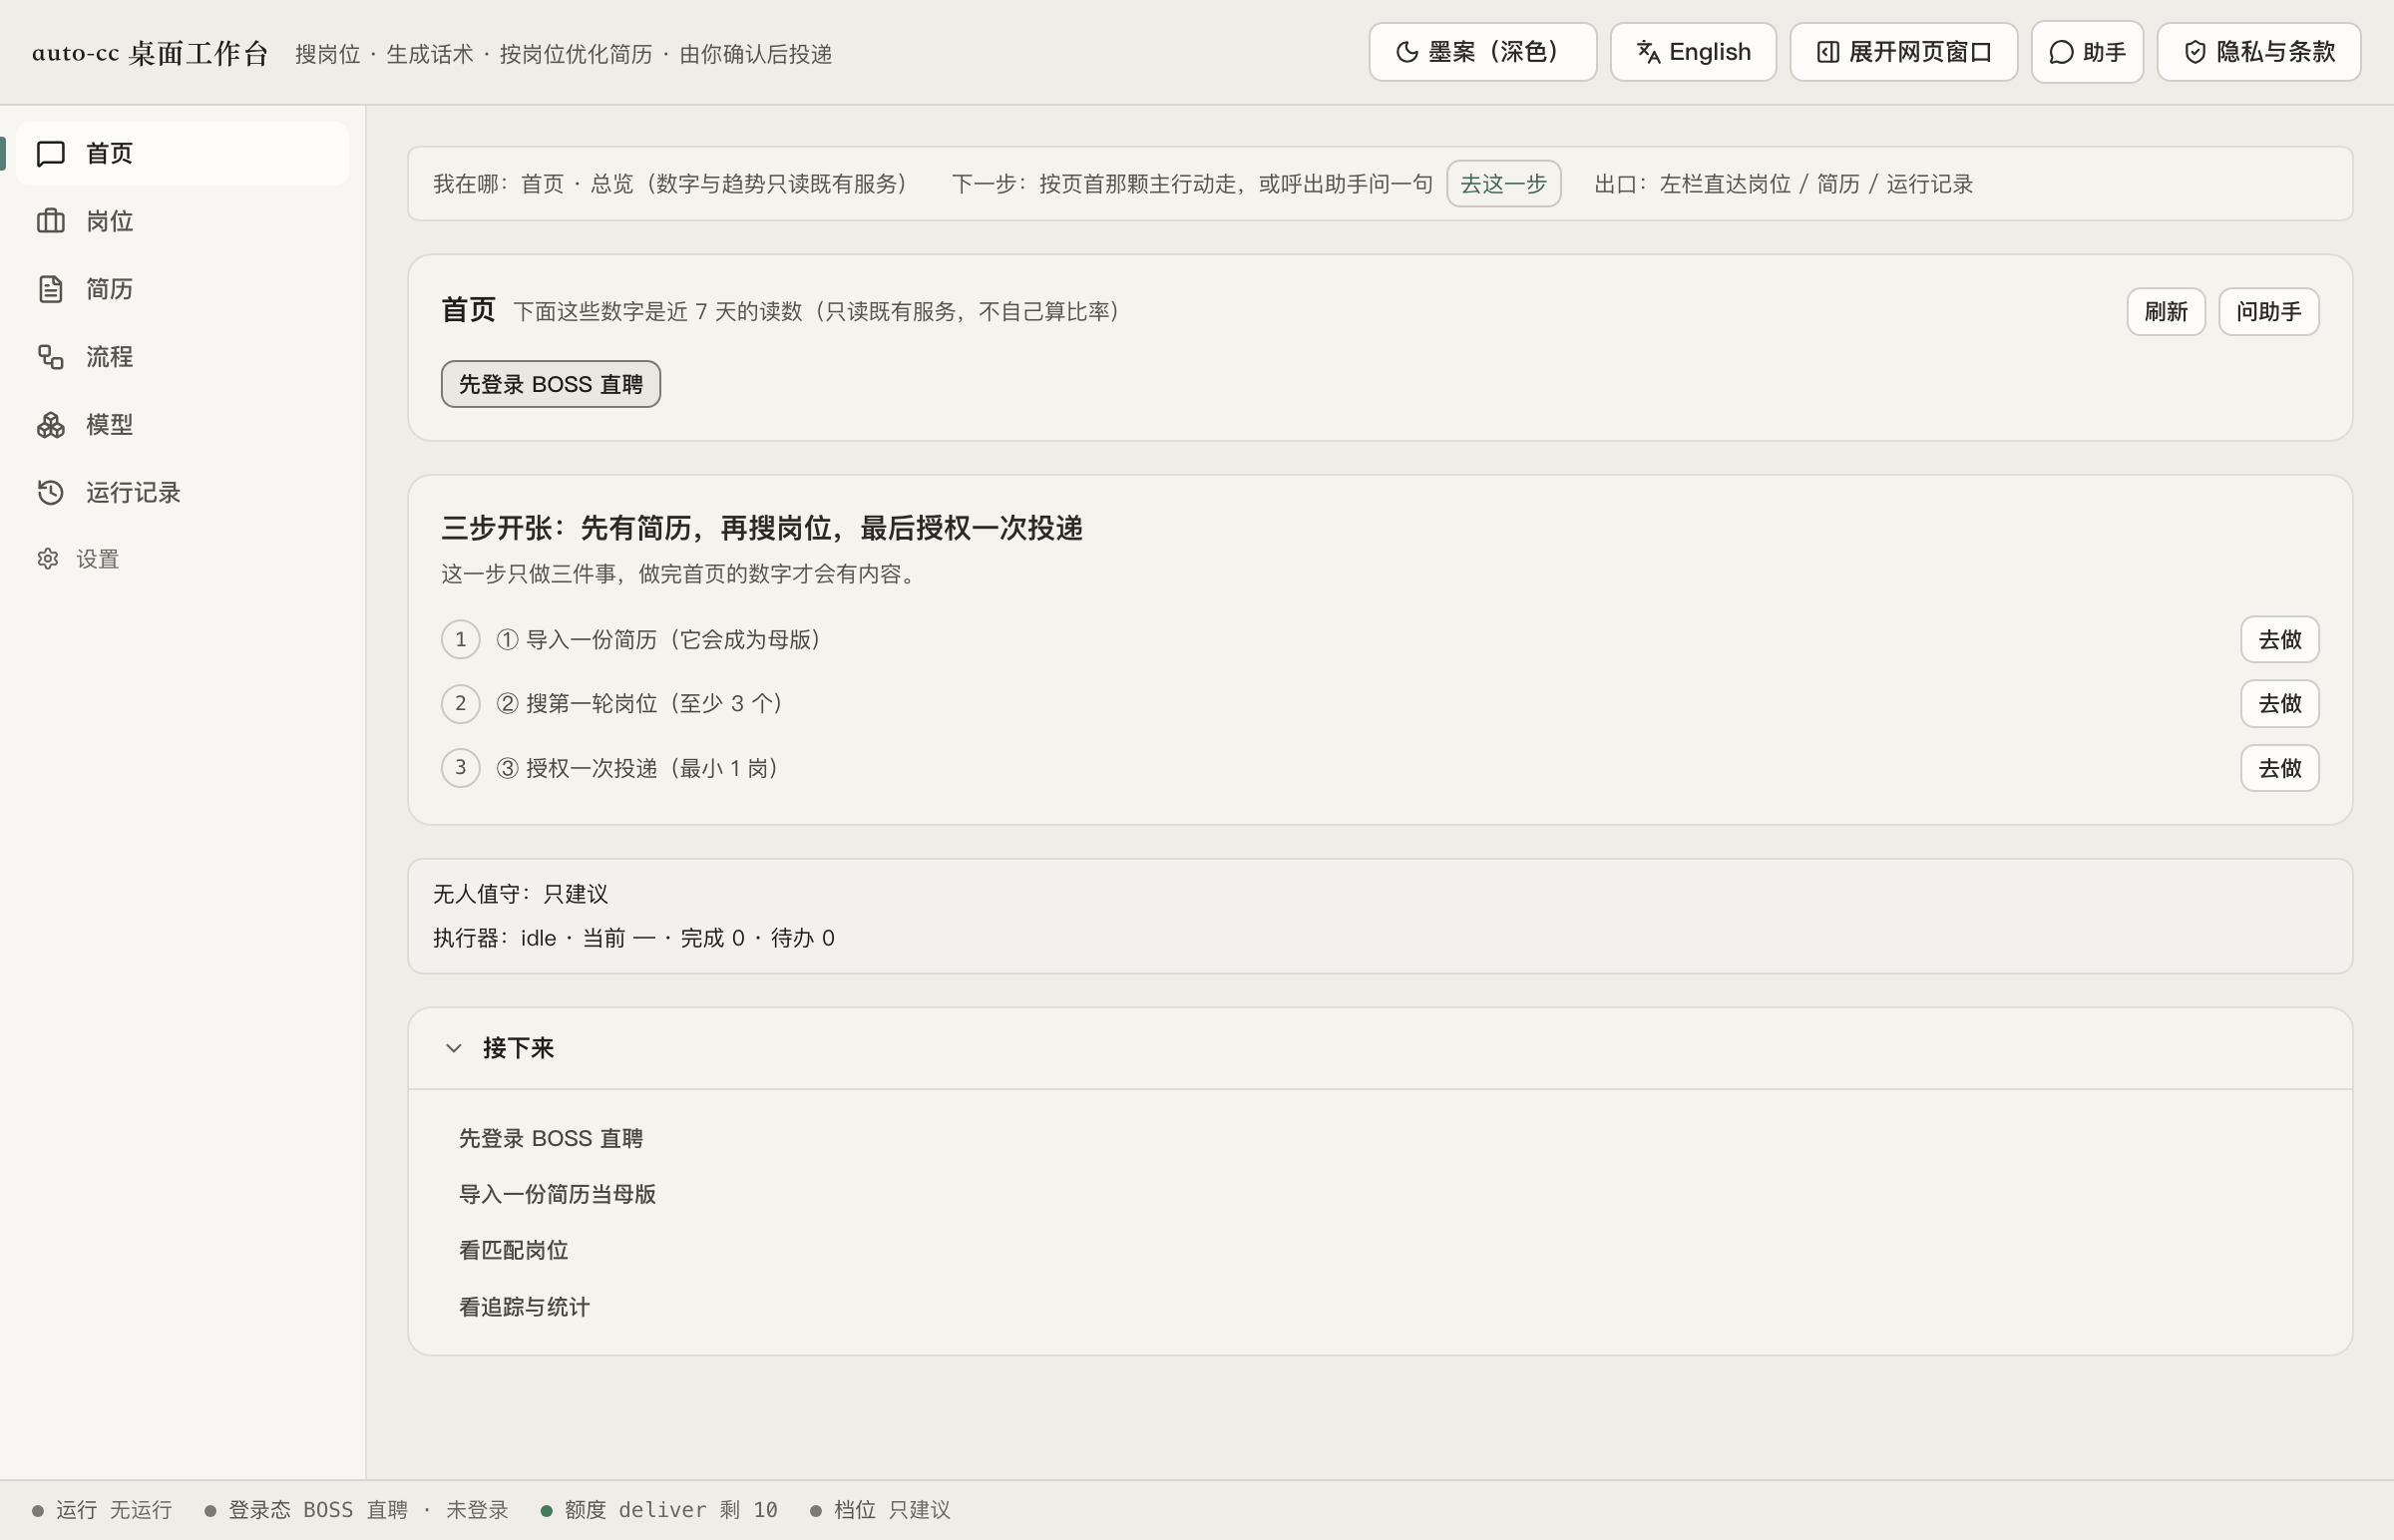 auto-cc 桌面工作台 搜岗位 · 生成话术 · 按岗位优化简历 · 由你确认后投递 墨案（深色） English 展开网页窗口 助手 隐私与条款
首页
岗位
简历
流程
模型
运行记录
设置
我在哪：首页 · 总览（数字与趋势只读既有服务） 下一步：按页首那颗主行动走，或呼出助手问一句 去这一步 出口：左栏直达岗位 / 简历 / 运行记录
首页 下面这些数字是近 7 天的读数（只读既有服务，不自己算比率） 刷新 问助手
先登录 BOSS 直聘
三步开张：先有简历，再搜岗位，最后授权一次投递
这一步只做三件事，做完首页的数字才会有内容。
1 ① 导入一份简历（它会成为母版） 去做
2 ② 搜第一轮岗位（至少 3 个） 去做
3 ③ 授权一次投递（最小 1 岗） 去做
无人值守：只建议
执行器：idle · 当前 — · 完成 0 · 待办 0
接下来
先登录 BOSS 直聘
导入一份简历当母版
看匹配岗位
看追踪与统计
运行 无运行 登录态 BOSS 直聘 · 未登录 额度 deliver 剩 10 档位 只建议